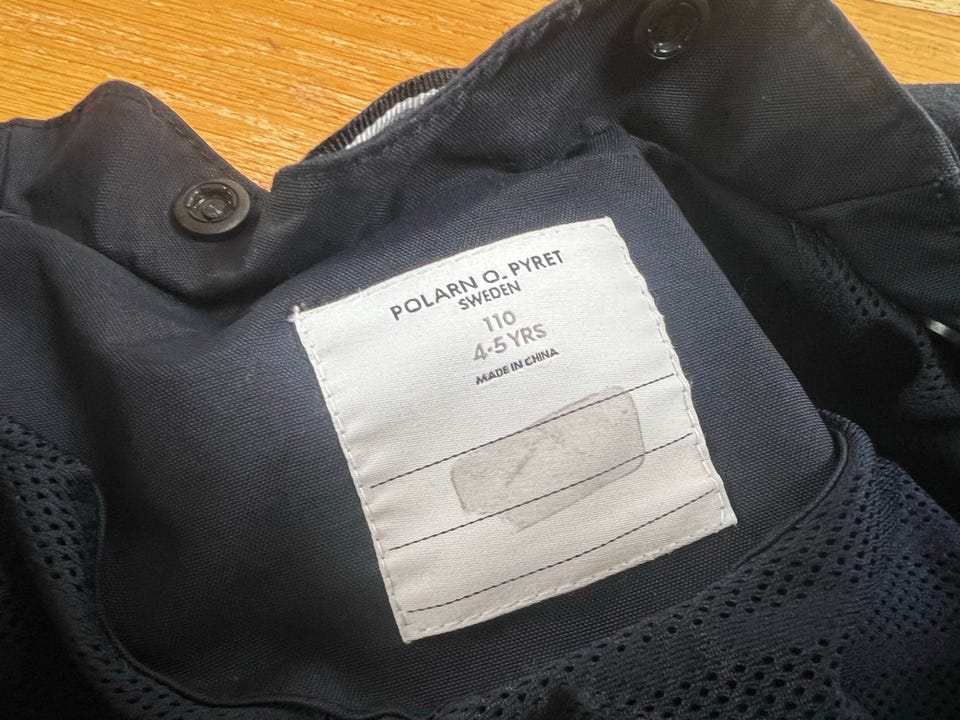 POLARN O. PYRET
SWEDEN
110
4-5 YRS
MADE IN CHINA